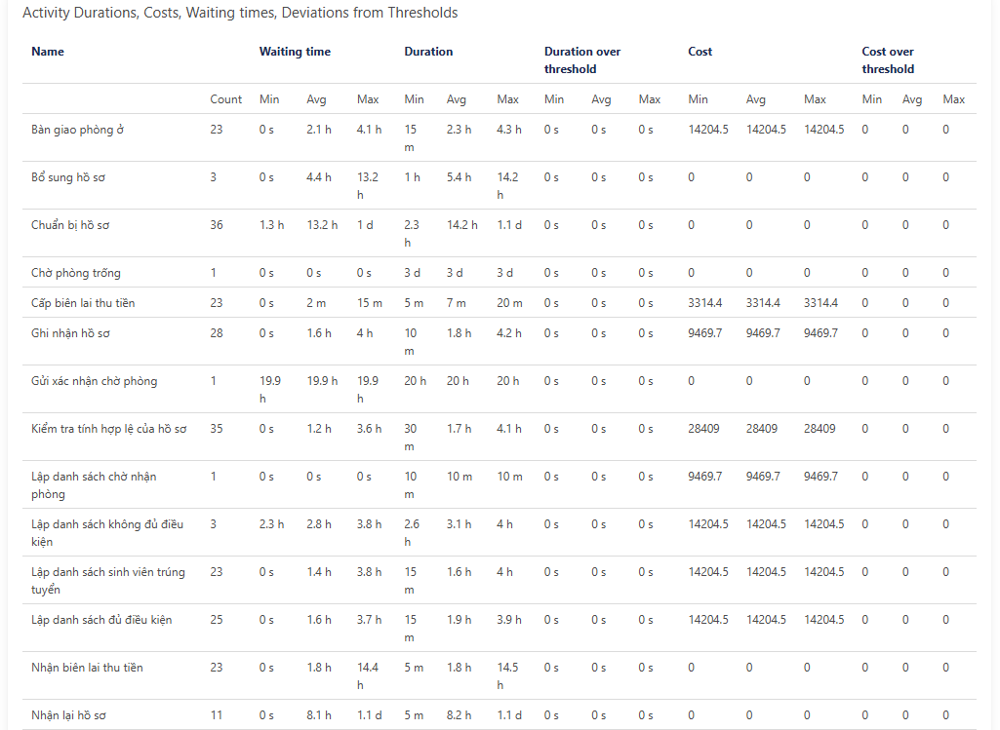 Activity Durations, Costs, Waiting times, Deviations from Thresholds
Name Waiting time Duration Duration over Cost Cost over
threshold threshold
Count Min Avg Max Min Avg Max Min Avg Max Min Avg Max Min Avg Max
Bàn giao phòng ở 23 0 s 2.1 h 4.1 h 15 2.3 h 4.3 h 0 s 0 s 0 s 14204.5 14204.5 14204.5 0 0 0
m
Bổ sung hồ sơ 3 0 s 4.4 h 13.2 1 h 5.4 h 14.2 0 s 0 s 0 s 0 0 0 0 0 0
h h
Chuẩn bị hồ sơ 36 1.3 h 13.2 h 1 d 2.3 14.2 h 1.1 d 0 s 0 s 0 s 0 0 0 0 0 0
h
Chờ phòng trống 1 0 s 0 s 0 s 3 d 3 d 3 d 0 s 0 s 0 s 0 0 0 0 0 0
Cấp biên lai thu tiền 23 0 s 2 m 15 m 5 m 7 m 20 m 0 s 0 s 0 s 3314.4 3314.4 3314.4 0 0 0
Ghi nhận hồ sơ 28 0 s 1.6 h 4 h 10 1.8 h 4.2 h 0 s 0 s 0 s 9469.7 9469.7 9469.7 0 0 0
m
Gửi xác nhận chờ phòng 1 19.9 19.9 h 19.9 20 h 20 h 20 h 0 s 0 s 0 s 0 0 0 0 0 0
h h
Kiểm tra tính hợp lệ của hồ sơ 35 0 s 1.2 h 3.6 h 30 1.7 h 4.1 h 0 s 0 s 0 s 28409 28409 28409 0 0 0
m
Lập danh sách chờ nhận 1 0 s 0 s 0 s 10 10 m 10 m 0 s 0 s 0 s 9469.7 9469.7 9469.7 0 0 0
phòng m
Lập danh sách không đủ điều 3 2.3 h 2.8 h 3.8 h 2.6 3.1 h 4 h 0 s 0 s 0 s 14204.5 14204.5 14204.5 0 0 0
kiện h
Lập danh sách sinh viên trúng 23 0 s 1.4 h 3.8 h 15 1.6 h 4 h 0 s 0 s 0 s 14204.5 14204.5 14204.5 0 0 0
tuyển m
Lập danh sách đủ điều kiện 25 0 s 1.6 h 3.7 h 15 1.9 h 3.9 h 0 s 0 s 0 s 14204.5 14204.5 14204.5 0 0 0
m
Nhận biên lai thu tiền 23 0 s 1.8 h 14.4 5 m 1.8 h 14.5 0 s 0 s 0 s 0 0 0 0 0 0
h h
Nhận lại hồ sơ 11 0 s 8.1 h 1.1 d 5 m 8.2 h 1.1 d 0 s 0 s 0 s 0 0 0 0 0 0